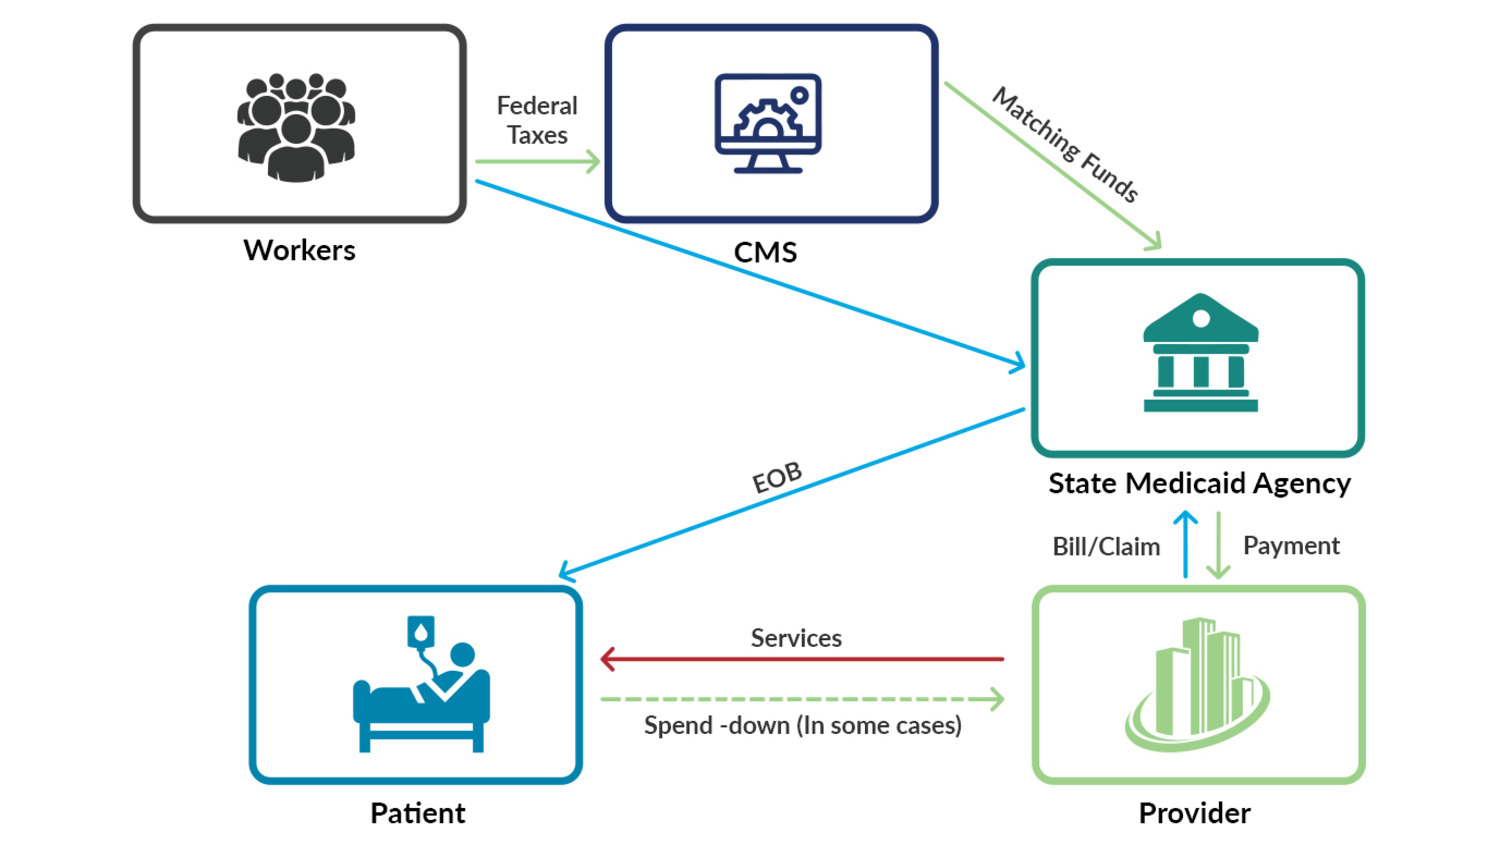 Federal
Taxes
Matching Funds
Workers
CMS
EOB
State Medicaid Agency
Bill/Claim
Payment
Services
Spend -down (In some cases)
Patient
Provider